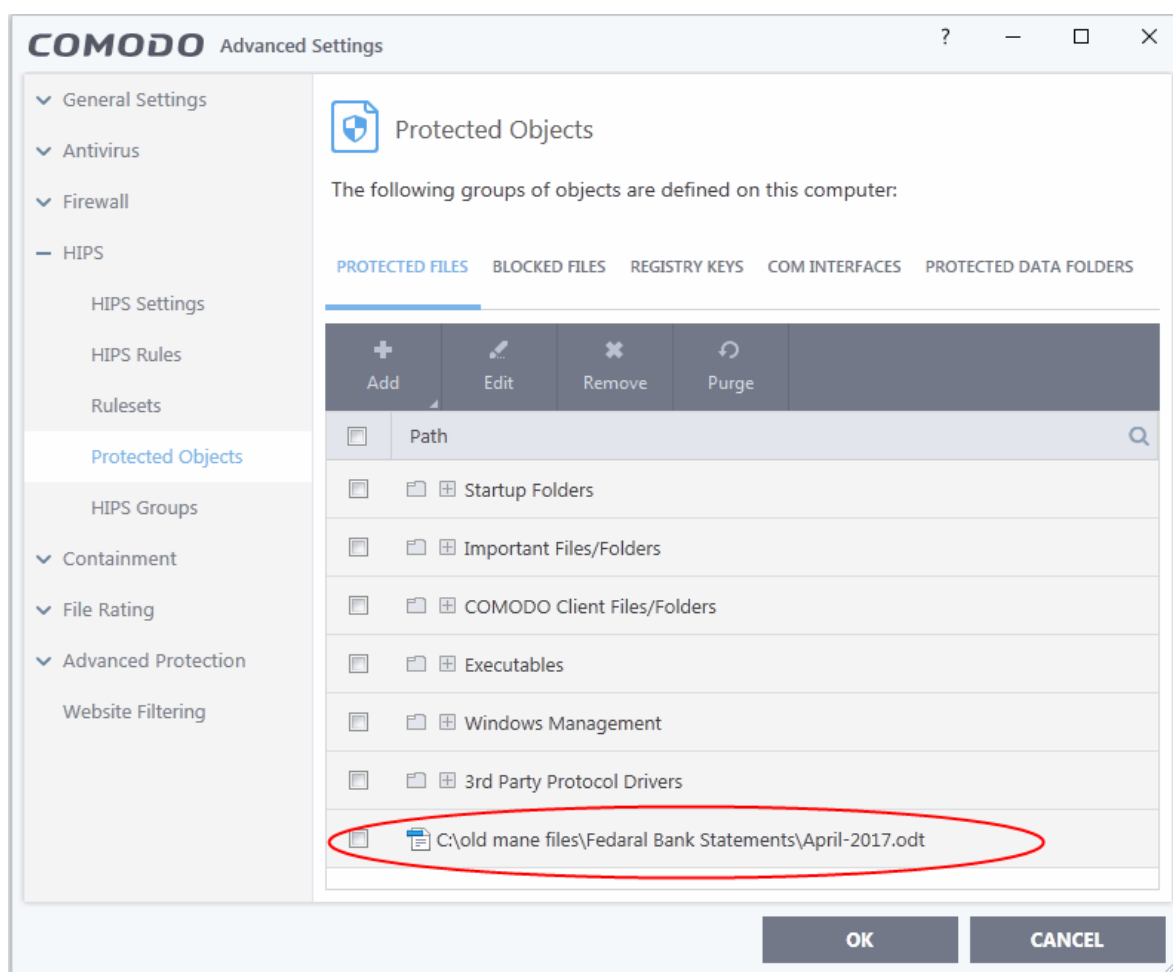 COMODO Advanced Settings ?
General Settings
Antivirus
Firewall
HIPS
HIPS Settings
HIPS Rules
Rulesets
Protected Objects
HIPS Groups
Containment
File Rating
Advanced Protection
Website Filtering
Protected Objects
The following groups of objects are defined on this computer:
PROTECTED FILES BLOCKED FILES REGISTRY KEYS COM INTERFACES PROTECTED DATA FOLDERS
Add Edit Remove Purge
Path
Startup Folders
Important Files/Folders
COMODO Client Files/Folders
Executables
Windows Management
3rd Party Protocol Drivers
C:\old mane files\Fedaral Bank Statements\April-2017.odt
OK CANCEL